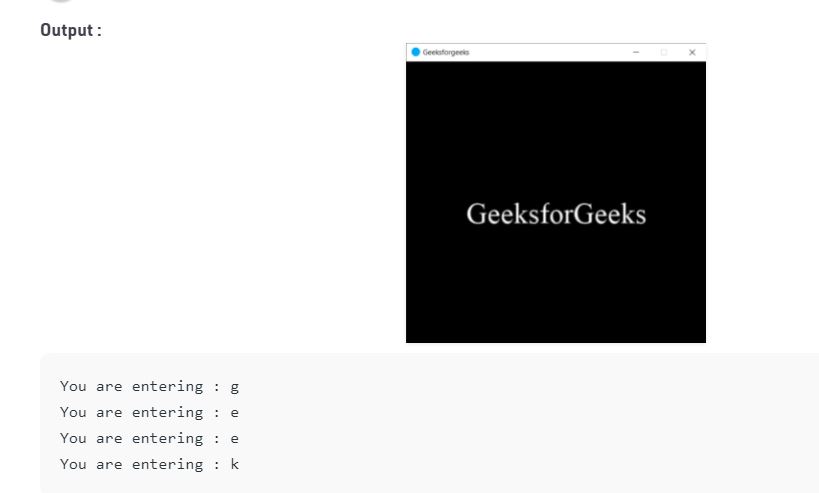 Output :
Geeksforgeeks
GeeksforGeeks
You are entering : g
You are entering : e
You are entering : e
You are entering : k